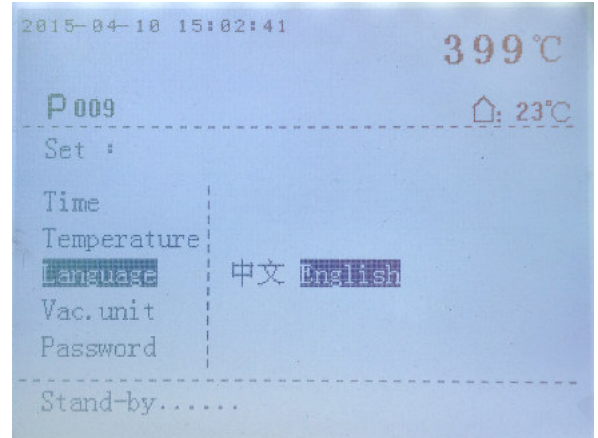 2015-04-10 15:02:41
399℃
P009
: 23℃
Set :
Time
Temperature
Language 中文 English
Vac.unit
Password
Stand-by......